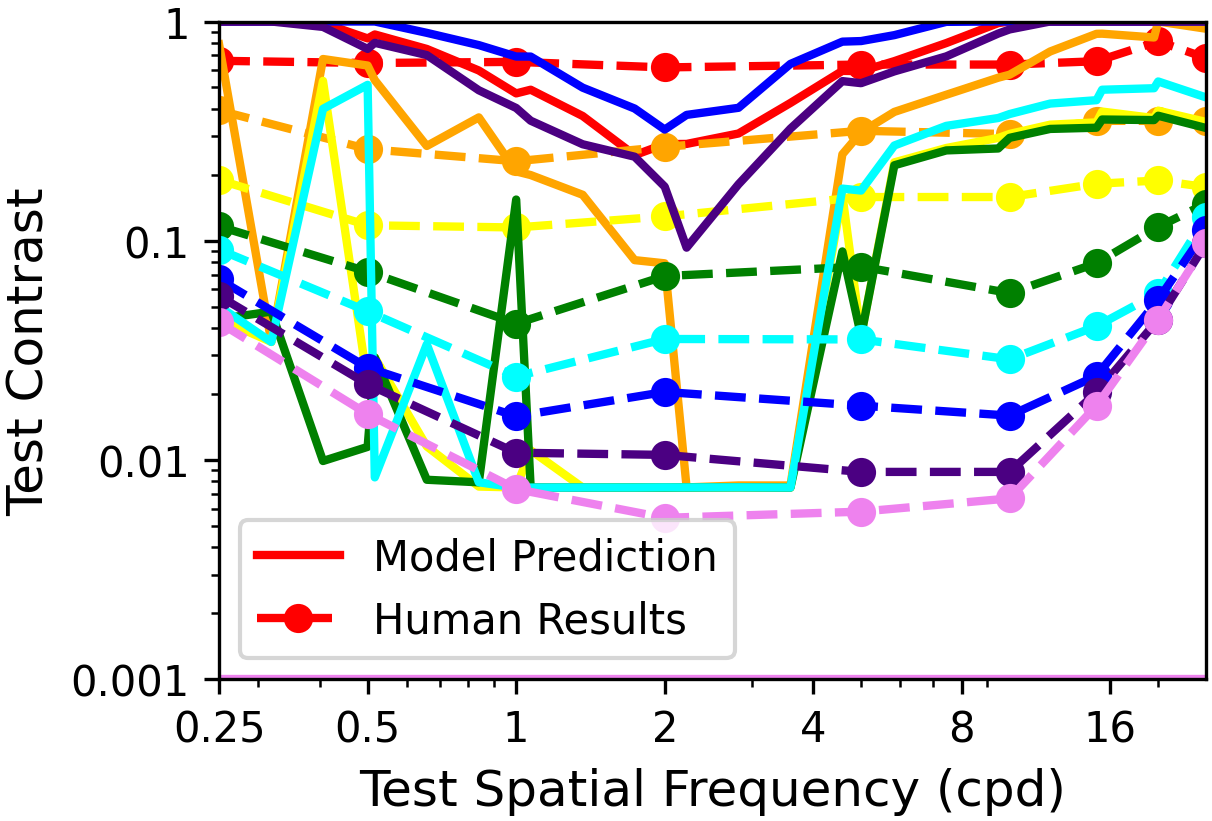 1
0.1
0.01
0.001
Test Contrast
Model Prediction
Human Results
0.25 0.5 1 2 4 8 16
Test Spatial Frequency (cpd)